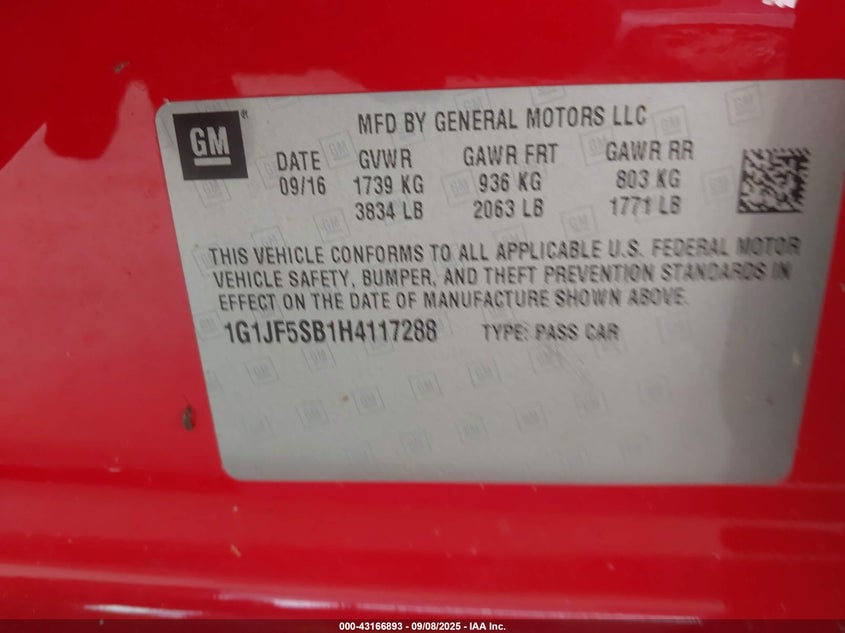 GM
MFD BY GENERAL MOTORS LLC
DATE GVWR GAWR FRT GAWR RR
09/16 1739 KG 936 KG 803 KG
3834 LB 2063 LB 1771 LB
THIS VEHICLE CONFORMS TO ALL APPLICABLE U.S. FEDERAL MOTOR
VEHICLE SAFETY, BUMPER, AND THEFT PREVENTION STANDARDS IN
EFFECT ON THE DATE OF MANUFACTURE SHOWN ABOVE.
1G1JF5SB1H4117288 TYPE: PASS CAR
000-43166893 - 09/08/2025 - IAA Inc.